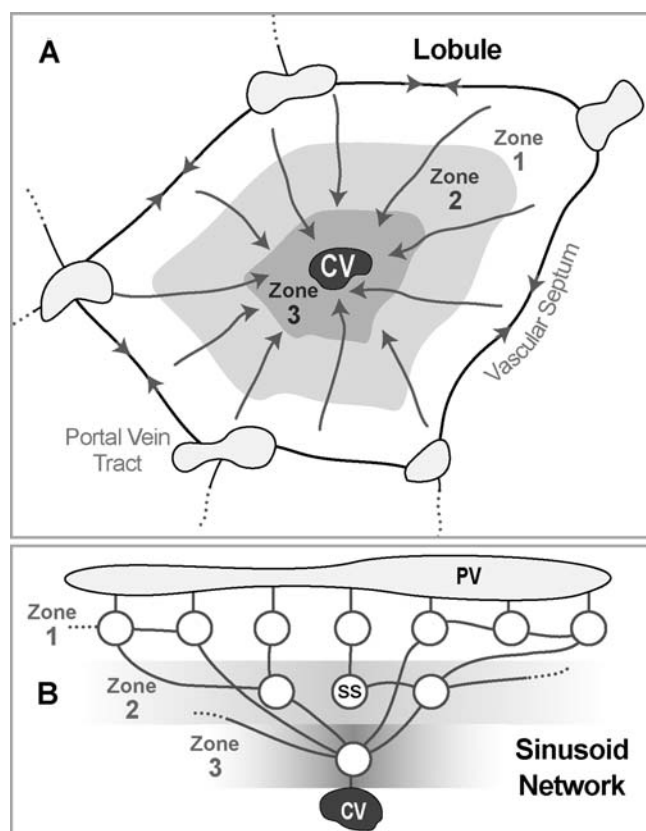 A
Lobule
Zone
1
Zone
2
CV
Zone
3
Vascular Septum
Portal Vein
Tract
PV
Zone
1
SS
B
Zone
2
Zone
3
Sinusoid
Network
CV